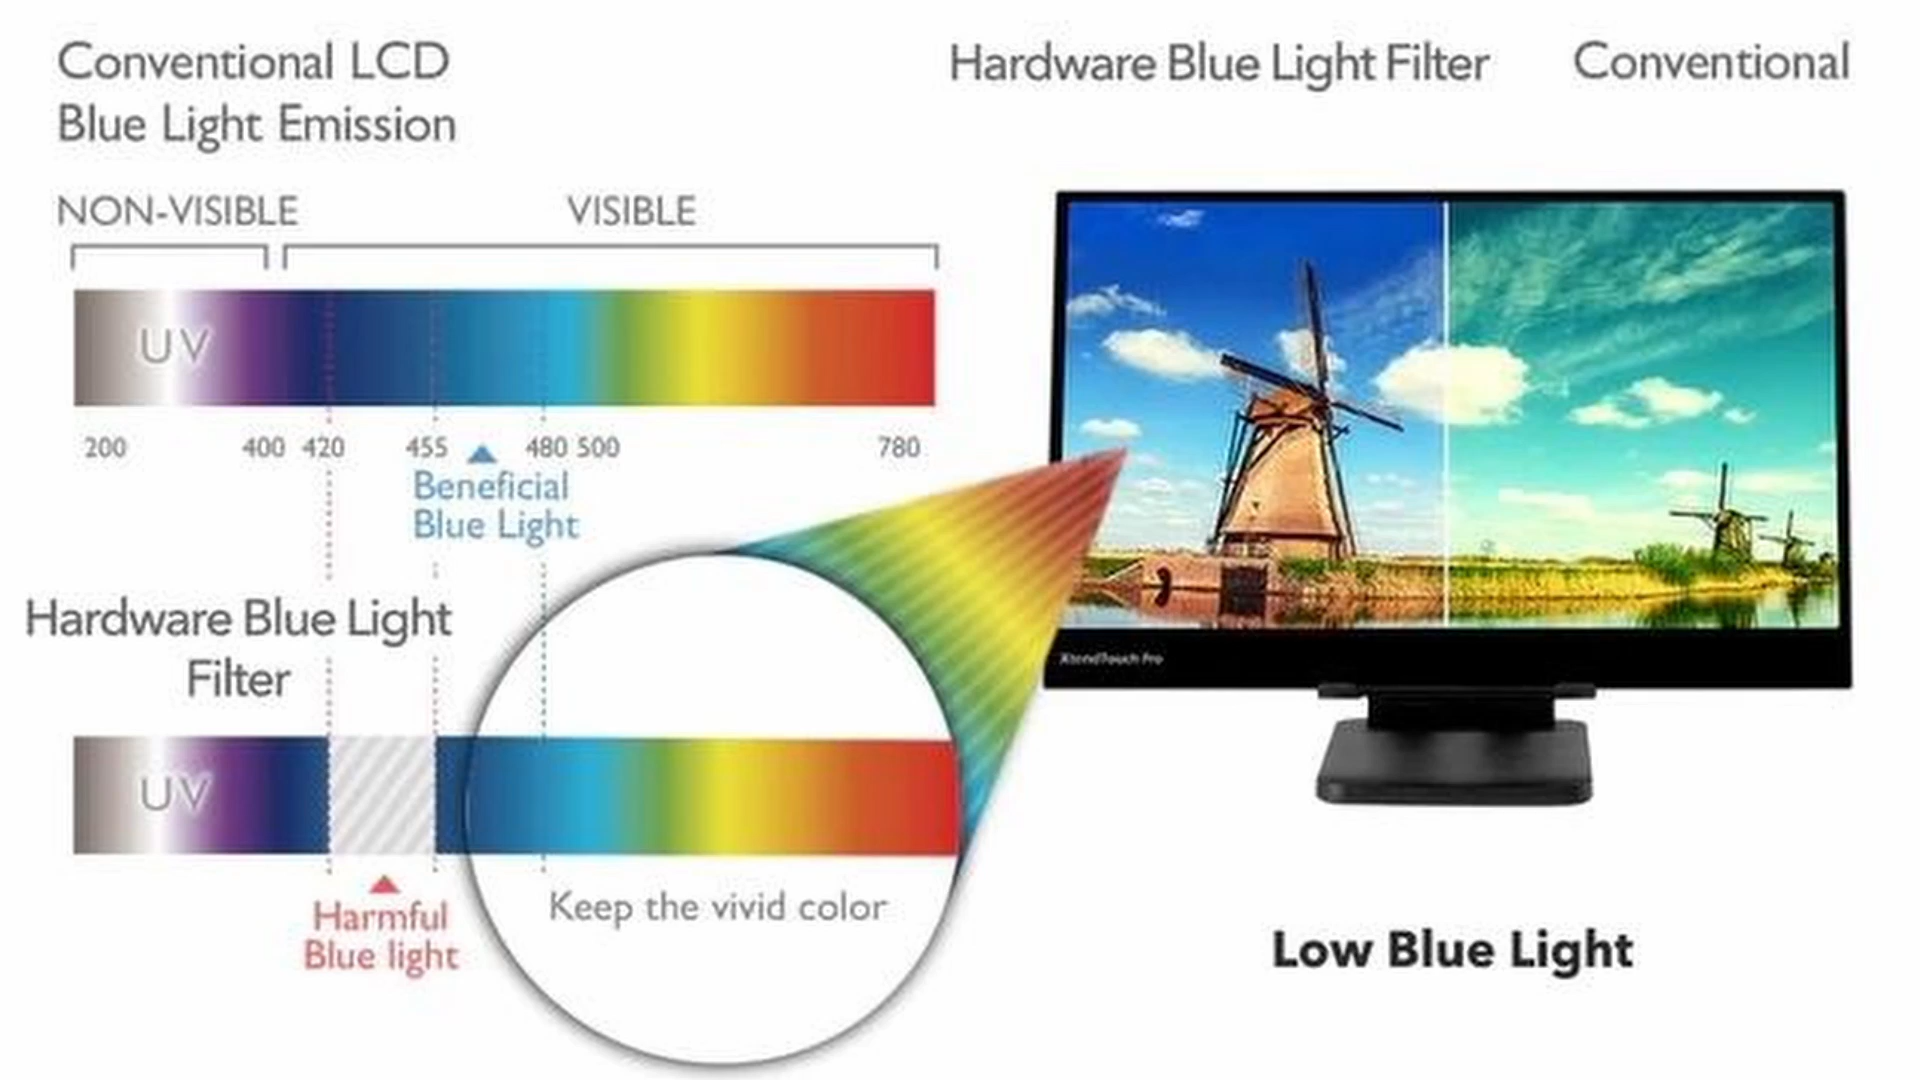 Conventional LCD
Blue Light Emission
NON-VISIBLE
VISIBLE
UV
200
400
420
455
480
500
780
Beneficial
Blue Light
Hardware Blue Light
Filter
UV
Harmful
Blue light
Keep the vivid color
Hardware Blue Light Filter
Conventional
XtendTouch Pro
Low Blue Light